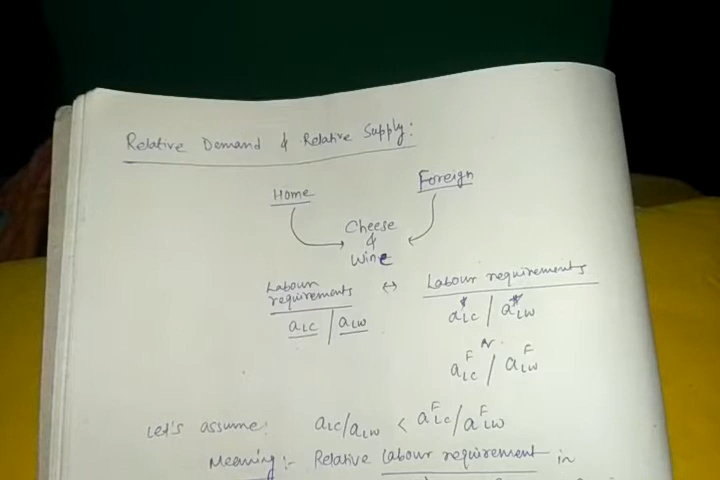 Relative Demand & Relative Supply:
Home Foreign
Cheese
&
Wine
Labour requirements ↔ Labour requirements
aLC / aLW a*LC / a*LW
or
aFLC / aFLW
Let's assume: aLC/aLW < aFLC/aFLW
Meaning:- Relative Labour requirement in